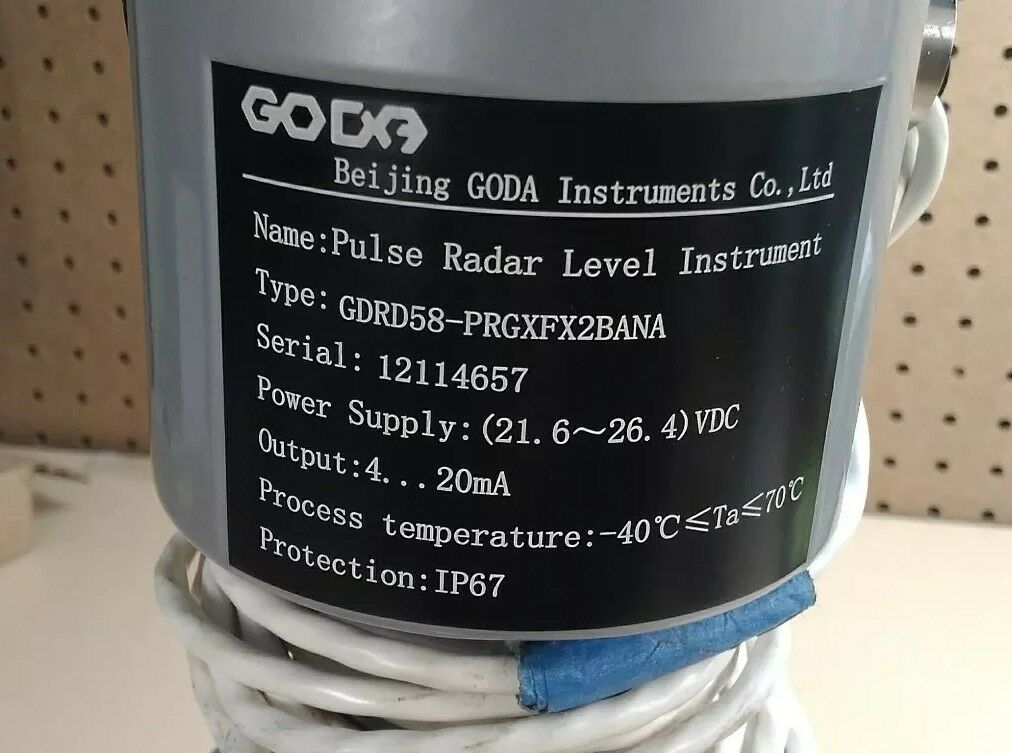 GODA
Beijing GODA Instruments Co.,Ltd
Name:Pulse Radar Level Instrument
Type: GDRD58-PRGXFX2BANA
Serial: 12114657
Power Supply:(21.6～26.4)VDC
Output:4...20mA
Process temperature:-40℃≤Ta≤70℃
Protection:IP67